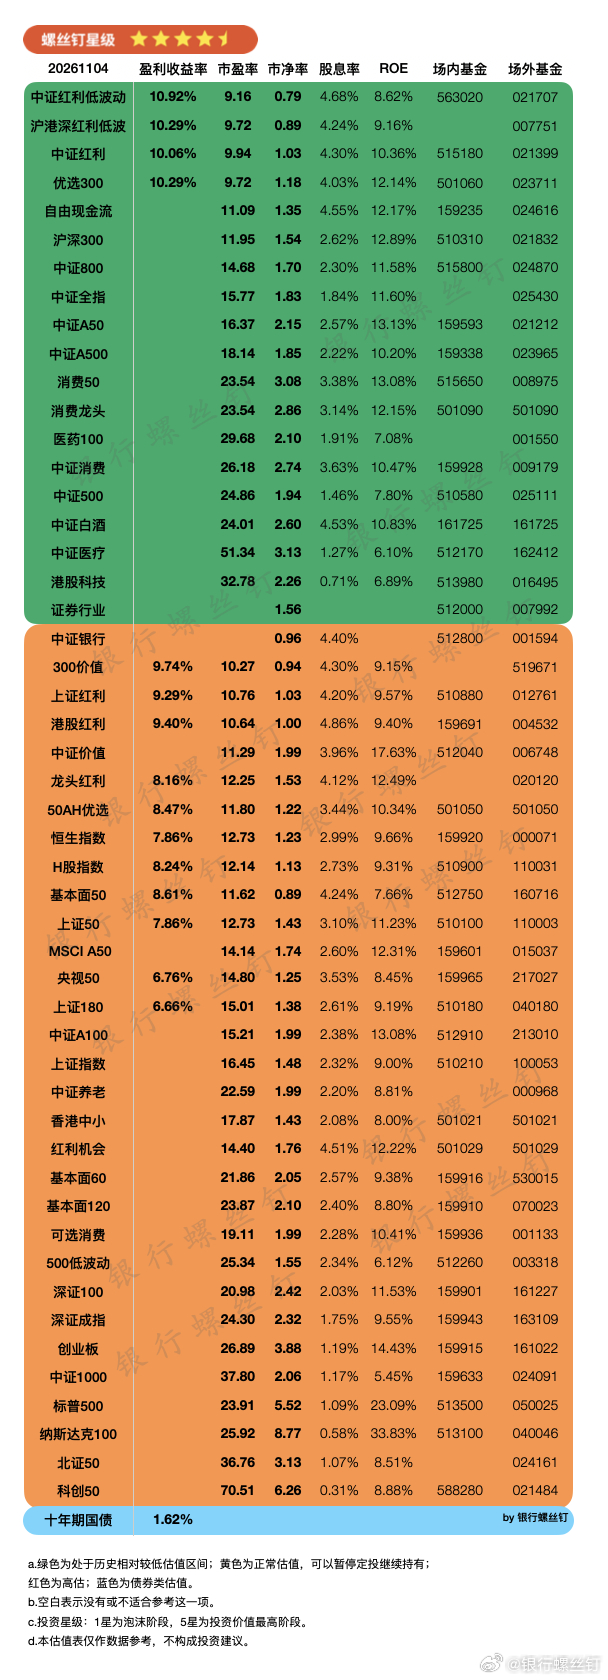 螺丝钉星级
20261104 盈利收益率 市盈率 市净率 股息率 ROE 场内基金 场外基金
中证红利低波动 10.92% 9.16 0.79 4.68% 8.62% 563020 021707
沪港深红利低波 10.29% 9.72 0.89 4.24% 9.16% 007751
中证红利 10.06% 9.94 1.03 4.30% 10.36% 515180 021399
优选300 10.29% 9.72 1.18 4.03% 12.14% 501060 023711
自由现金流 11.09 1.35 4.55% 12.17% 159235 024616
沪深300 11.95 1.54 2.62% 12.89% 510310 021832
中证800 14.68 1.70 2.30% 11.58% 515800 024870
中证全指 15.77 1.83 1.84% 11.60% 025430
中证A50 16.37 2.15 2.57% 13.13% 159593 021212
中证A500 18.14 1.85 2.22% 10.20% 159338 023965
消费50 23.54 3.08 3.38% 13.08% 515650 008975
消费龙头 23.54 2.86 3.14% 12.15% 501090 501090
医药100 29.68 2.10 1.91% 7.08% 001550
中证消费 26.18 2.74 3.63% 10.47% 159928 009179
中证500 24.86 1.94 1.46% 7.80% 510580 025111
中证白酒 24.01 2.60 4.53% 10.83% 161725 161725
中证医疗 51.34 3.13 1.27% 6.10% 512170 162412
港股科技 32.78 2.26 0.71% 6.89% 513980 016495
证券行业 1.56 512000 007992
中证银行 0.96 4.40% 512800 001594
300价值 9.74% 10.27 0.94 4.30% 9.15% 519671
上证红利 9.29% 10.76 1.03 4.20% 9.57% 510880 012761
港股红利 9.40% 10.64 1.00 4.86% 9.40% 159691 004532
中证价值 11.29 1.99 3.96% 17.63% 512040 006748
龙头红利 8.16% 12.25 1.53 4.12% 12.49% 020120
50AH优选 8.47% 11.80 1.22 3.44% 10.34% 501050 501050
恒生指数 7.86% 12.73 1.23 2.99% 9.66% 159920 000071
H股指数 8.24% 12.14 1.13 2.73% 9.31% 510900 110031
基本面50 8.61% 11.62 0.89 4.24% 7.66% 512750 160716
上证50 7.86% 12.73 1.43 3.10% 11.23% 510100 110003
MSCI A50 14.14 1.74 2.60% 12.31% 159601 015037
央视50 6.76% 14.80 1.25 3.53% 8.45% 159965 217027
上证180 6.66% 15.01 1.38 2.61% 9.19% 510180 040180
中证A100 15.21 1.99 2.38% 13.08% 512910 213010
上证指数 16.45 1.48 2.32% 9.00% 510210 100053
中证养老 22.59 1.99 2.20% 8.81% 000968
香港中小 17.87 1.43 2.08% 8.00% 501021 501021
红利机会 14.40 1.76 4.51% 12.22% 501029 501029
基本面60 21.86 2.05 2.57% 9.38% 159916 530015
基本面120 23.87 2.10 2.40% 8.80% 159910 070023
可选消费 19.11 1.99 2.28% 10.41% 159936 001133
500低波动 25.34 1.55 2.34% 6.12% 512260 003318
深证100 20.98 2.42 2.03% 11.53% 159901 161227
深证成指 24.30 2.32 1.75% 9.55% 159943 163109
创业板 26.89 3.88 1.19% 14.43% 159915 161022
中证1000 37.80 2.06 1.17% 5.45% 159633 024091
标普500 23.91 5.52 1.09% 23.09% 513500 050025
纳斯达克100 25.92 8.77 0.58% 33.83% 513100 040046
北证50 36.76 3.13 1.07% 8.51% 024161
科创50 70.51 6.26 0.31% 8.88% 588280 021484
十年期国债 1.62% by 银行螺丝钉
a.绿色为处于历史相对较低估值区间；黄色为正常估值，可以暂停定投继续持有；
红色为高估；蓝色为债券类估值。
b.空白表示没有或不适合参考这一项。
c.投资星级：1星为泡沫阶段，5星为投资价值最高阶段。
d.本估值表仅作数据参考，不构成投资建议。
@银行螺丝钉